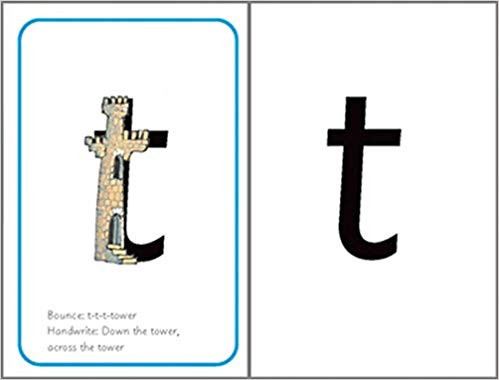 t
Bounce: t-t-t-tower
Handwrite: Down the tower,
across the tower
t